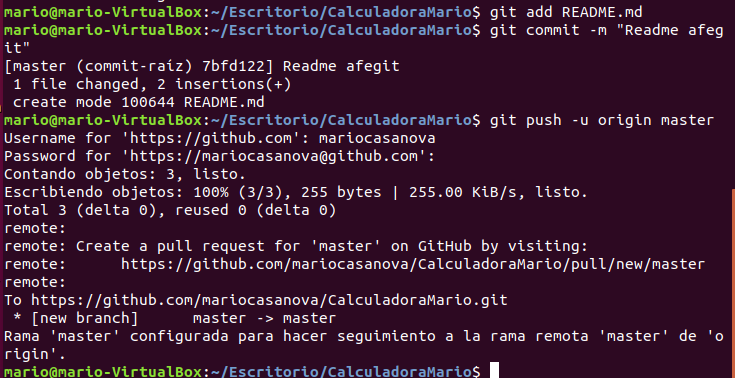 mario@mario-VirtualBox:~/Escritorio/CalculadoraMario$ git add README.md
mario@mario-VirtualBox:~/Escritorio/CalculadoraMario$ git commit -m "Readme afeg
it"
[master (commit-raíz) 7bfd122] Readme afegit
 1 file changed, 2 insertions(+)
 create mode 100644 README.md
mario@mario-VirtualBox:~/Escritorio/CalculadoraMario$ git push -u origin master
Username for 'https://github.com': mariocasanova
Password for 'https://mariocasanova@github.com':
Contando objetos: 3, listo.
Escribiendo objetos: 100% (3/3), 255 bytes | 255.00 KiB/s, listo.
Total 3 (delta 0), reused 0 (delta 0)
remote:
remote: Create a pull request for 'master' on GitHub by visiting:
remote:      https://github.com/mariocasanova/CalculadoraMario/pull/new/master
remote:
To https://github.com/mariocasanova/CalculadoraMario.git
 * [new branch]      master -> master
Rama 'master' configurada para hacer seguimiento a la rama remota 'master' de 'o
rigin'.
mario@mario-VirtualBox:~/Escritorio/CalculadoraMario$